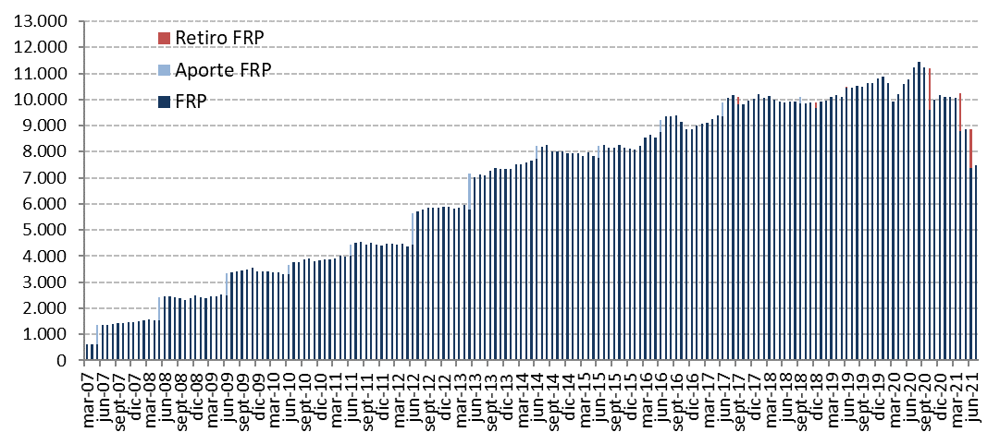 13.000
12.000
11.000
10.000
9.000
8.000
7.000
6.000
5.000
4.000
3.000
2.000
1.000
0
Retiro FRP
Aporte FRP
FRP
mar-07
jun-07
sept-07
dic-07
mar-08
jun-08
sept-08
dic-08
mar-09
jun-09
sept-09
dic-09
mar-10
jun-10
sept-10
dic-10
mar-11
jun-11
sept-11
dic-11
mar-12
jun-12
sept-12
dic-12
mar-13
jun-13
sept-13
dic-13
mar-14
jun-14
sept-14
dic-14
mar-15
jun-15
sept-15
dic-15
mar-16
jun-16
sept-16
dic-16
mar-17
jun-17
sept-17
dic-17
mar-18
jun-18
sept-18
dic-18
mar-19
jun-19
sept-19
dic-19
mar-20
jun-20
sept-20
dic-20
mar-21
jun-21